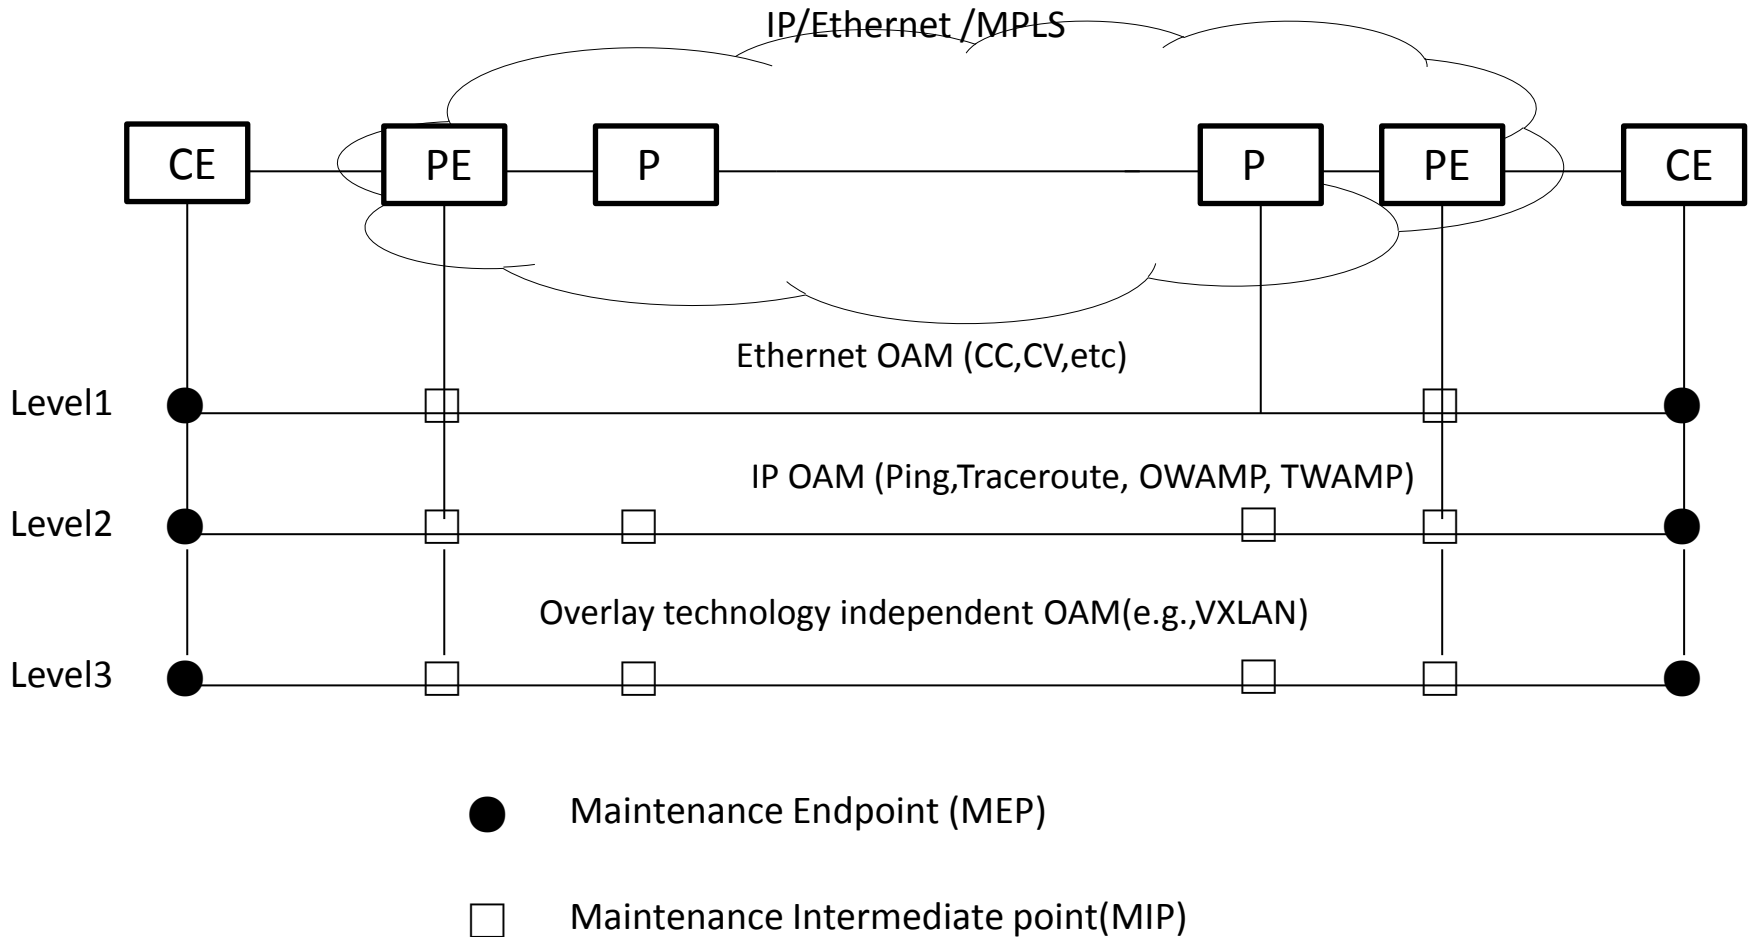 IP/Ethernet /MPLS
CE PE P P PE CE
Ethernet OAM (CC,CV,etc)
Level1
IP OAM (Ping,Traceroute, OWAMP, TWAMP)
Level2
Overlay technology independent OAM(e.g.,VXLAN)
Level3
Maintenance Endpoint (MEP)
Maintenance Intermediate point(MIP)